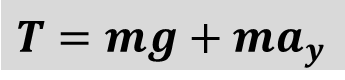 T = mg + ma_y